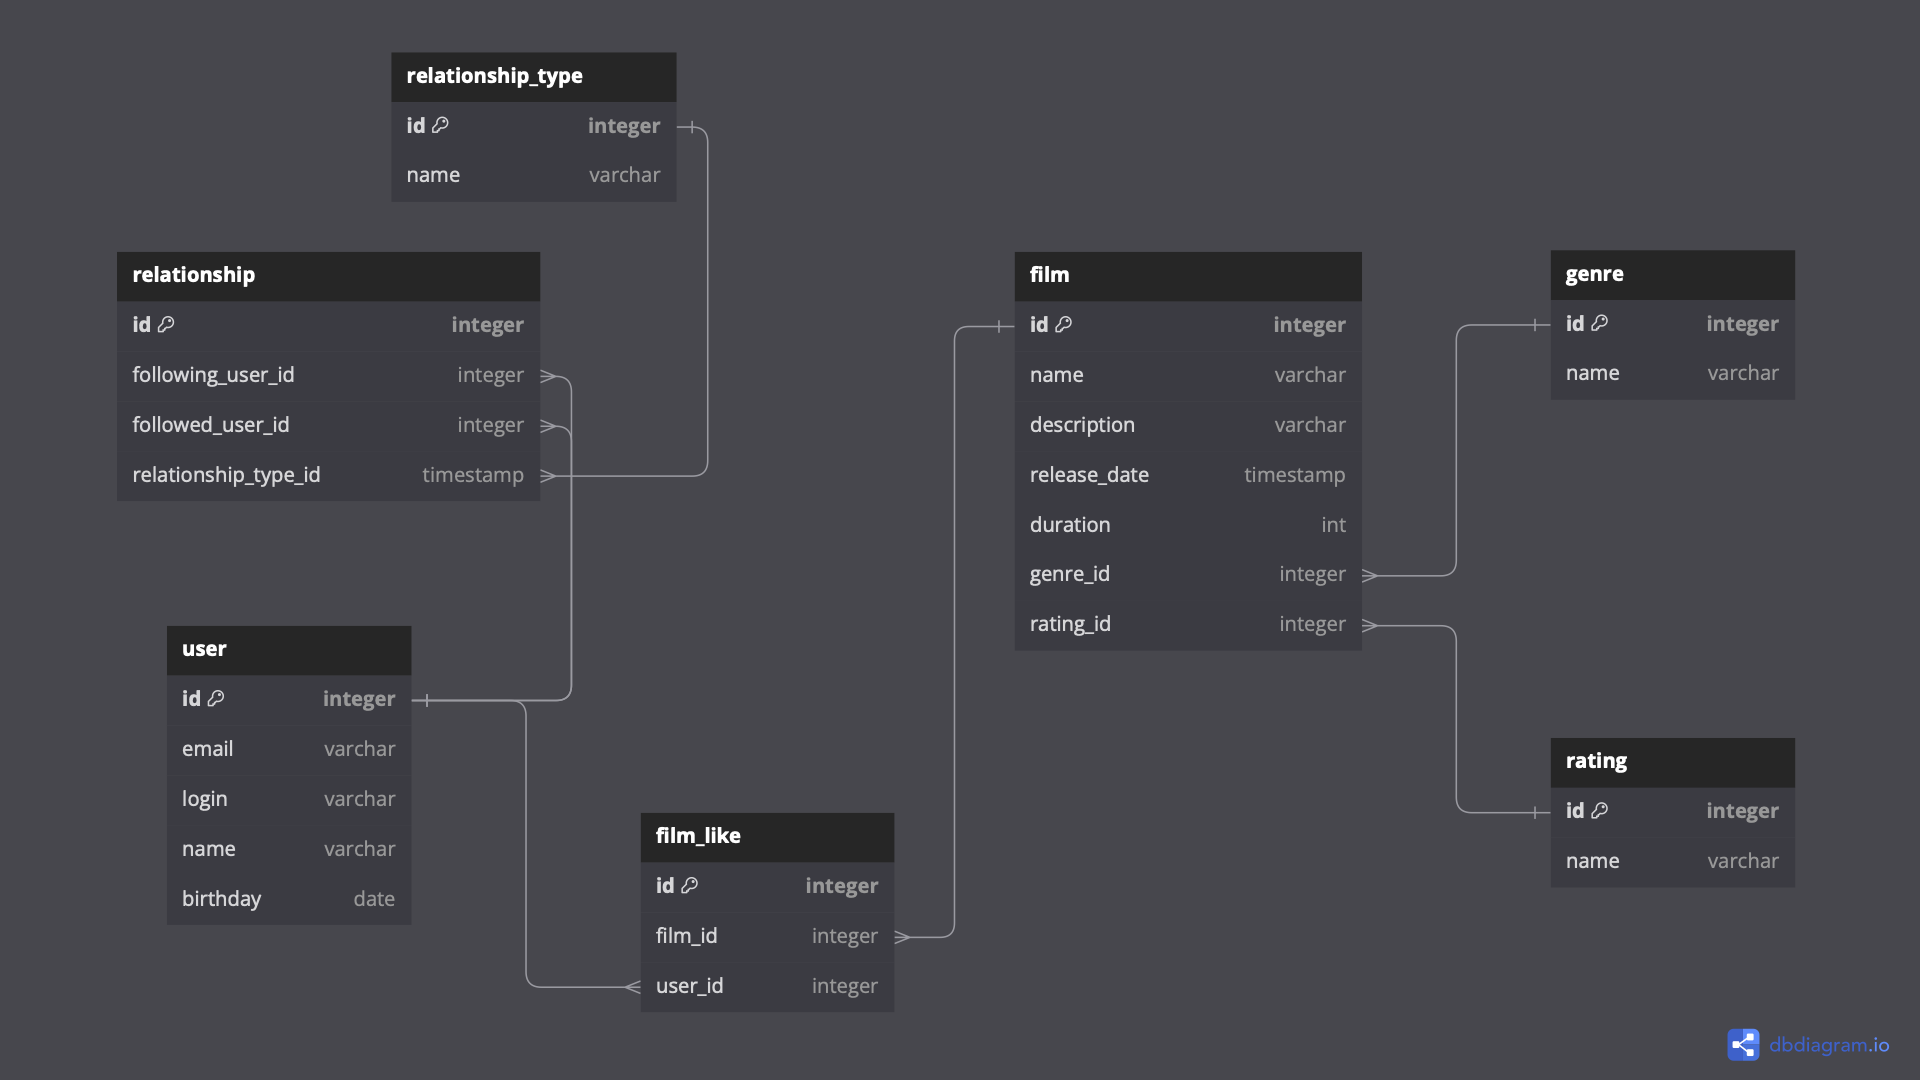 relationship_type
id integer
name varchar
relationship
id integer
following_user_id integer
followed_user_id integer
relationship_type_id timestamp
film
id integer
name varchar
description varchar
release_date timestamp
duration int
genre_id integer
rating_id integer
genre
id integer
name varchar
user
id integer
email varchar
login varchar
name varchar
birthday date
film_like
id integer
film_id integer
user_id integer
rating
id integer
name varchar
dbdiagram.io